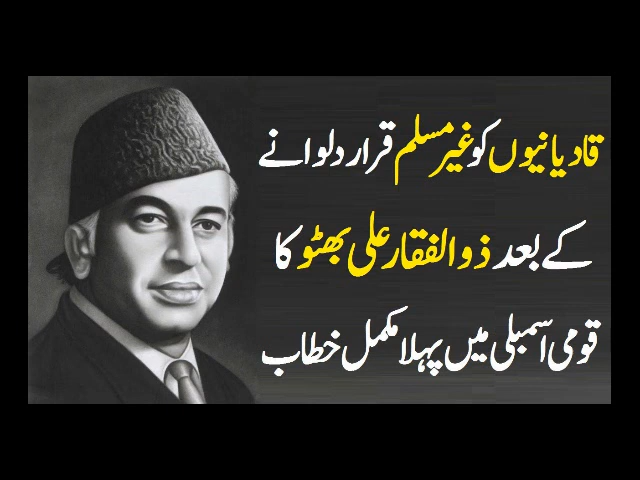 قادیانیوں کو غیر مسلم قرار دلوانے
کے بعد ذوالفقار علی بھٹو کا
قومی اسمبلی میں پہلا مکمل خطاب